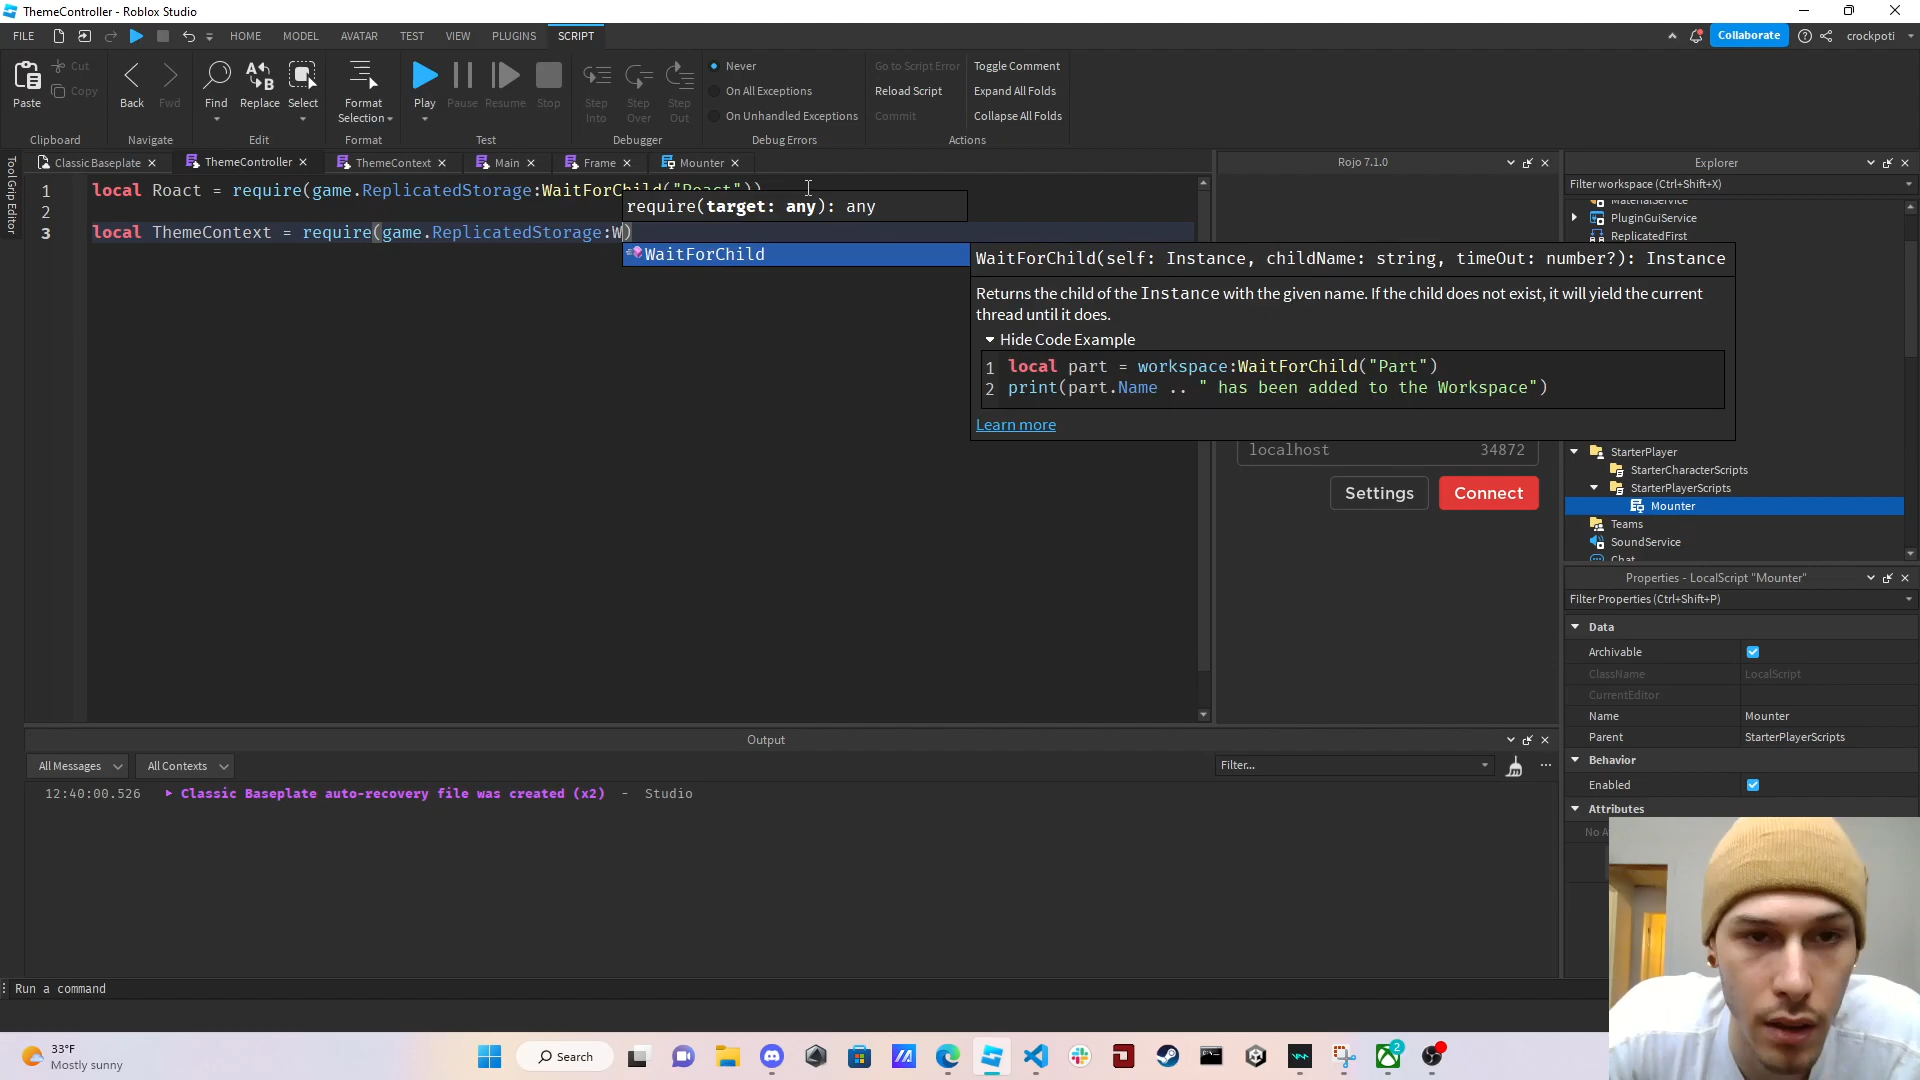 ThemeController - Roblox Studio
FILE HOME MODEL AVATAR TEST VIEW PLUGINS SCRIPT Collaborate crockpoti
Paste Cut Copy Back Fwd Find Replace Select Format Selection Play Pause Resume Stop Step Into Step Over Step Out
Never
On All Exceptions
On Unhandled Exceptions
Go to Script Error
Reload Script
Commit
Toggle Comment
Expand All Folds
Collapse All Folds
Clipboard Navigate Edit Format Test Debugger Debug Errors Actions
Tool Grip Editor
Classic Baseplate ThemeController ThemeContext Main Frame Mounter
1 local Roact = require(game.ReplicatedStorage:WaitForChild("Roact"))
2
3 local ThemeContext = require(game.ReplicatedStorage:W)
require(target: any): any
WaitForChild
WaitForChild(self: Instance, childName: string, timeOut: number?): Instance
Returns the child of the Instance with the given name. If the child does not exist, it will yield the current
thread until it does.
Hide Code Example
1 local part = workspace:WaitForChild("Part")
2 print(part.Name .. " has been added to the Workspace")
Learn more
Rojo 7.1.0
localhost 34872
Settings Connect
Explorer
Filter workspace (Ctrl+Shift+X)
MaterialService
PluginGuiService
ReplicatedFirst
StarterPlayer
StarterCharacterScripts
StarterPlayerScripts
Mounter
Teams
SoundService
Chat
Properties - LocalScript "Mounter"
Filter Properties (Ctrl+Shift+P)
Data
Archivable
ClassName LocalScript
CurrentEditor
Name Mounter
Parent StarterPlayerScripts
Behavior
Enabled
Attributes
Output
All Messages All Contexts Filter...
12:40:00.526 Classic Baseplate auto-recovery file was created (x2) - Studio
Run a command
33°F
Mostly sunny
Search
2